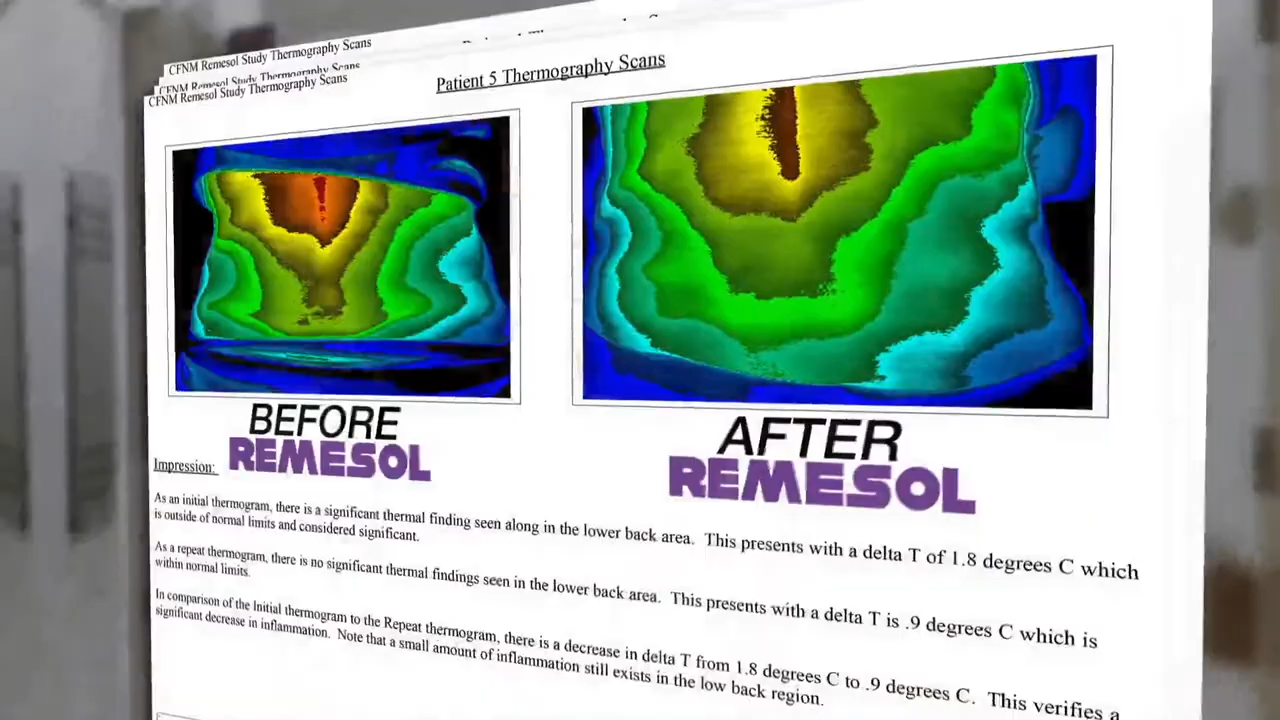 CFNM Remesol Study Thermography Scans
CFNM Remesol Study Thermography Scans
CFNM Remesol Study Thermography Scans
Patient 5 Thermography Scans
BEFORE
REMESOL
AFTER
REMESOL
Impression:
As an initial thermogram, there is a significant thermal finding seen along in the lower back area. This presents with a delta T of 1.8 degrees C which
is outside of normal limits and considered significant.
As a repeat thermogram, there is no significant thermal findings seen in the lower back area. This presents with a delta T is .9 degrees C which is
within normal limits.
In comparison of the Initial thermogram to the Repeat thermogram, there is a decrease in delta T from 1.8 degrees C to .9 degrees C. This verifies a
significant decrease in inflammation. Note that a small amount of inflammation still exists in the low back region.